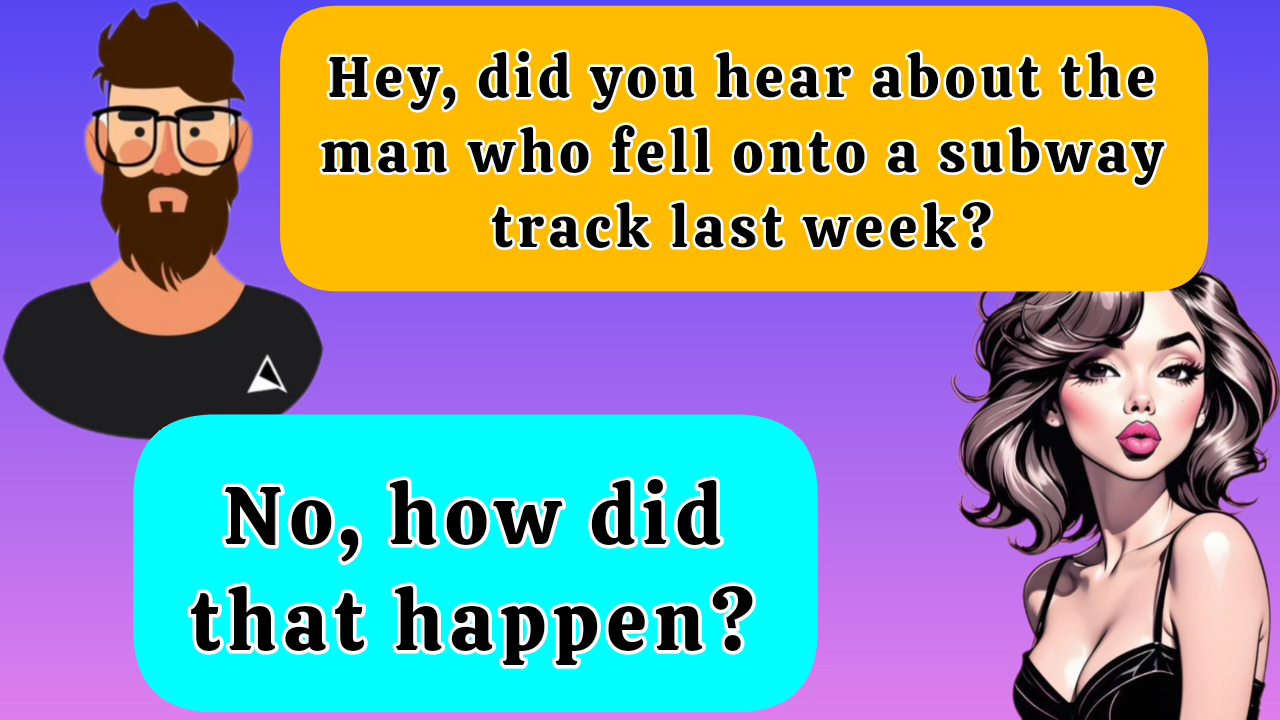 Hey, did you hear about the
man who fell onto a subway
track last week?
No, how did
that happen?